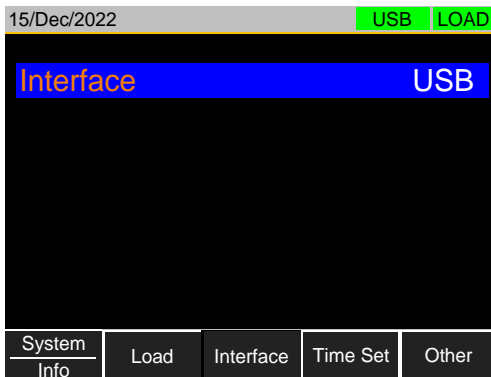 15/Dec/2022 USB LOAD
Interface USB
System
Info
Load
Interface
Time Set
Other